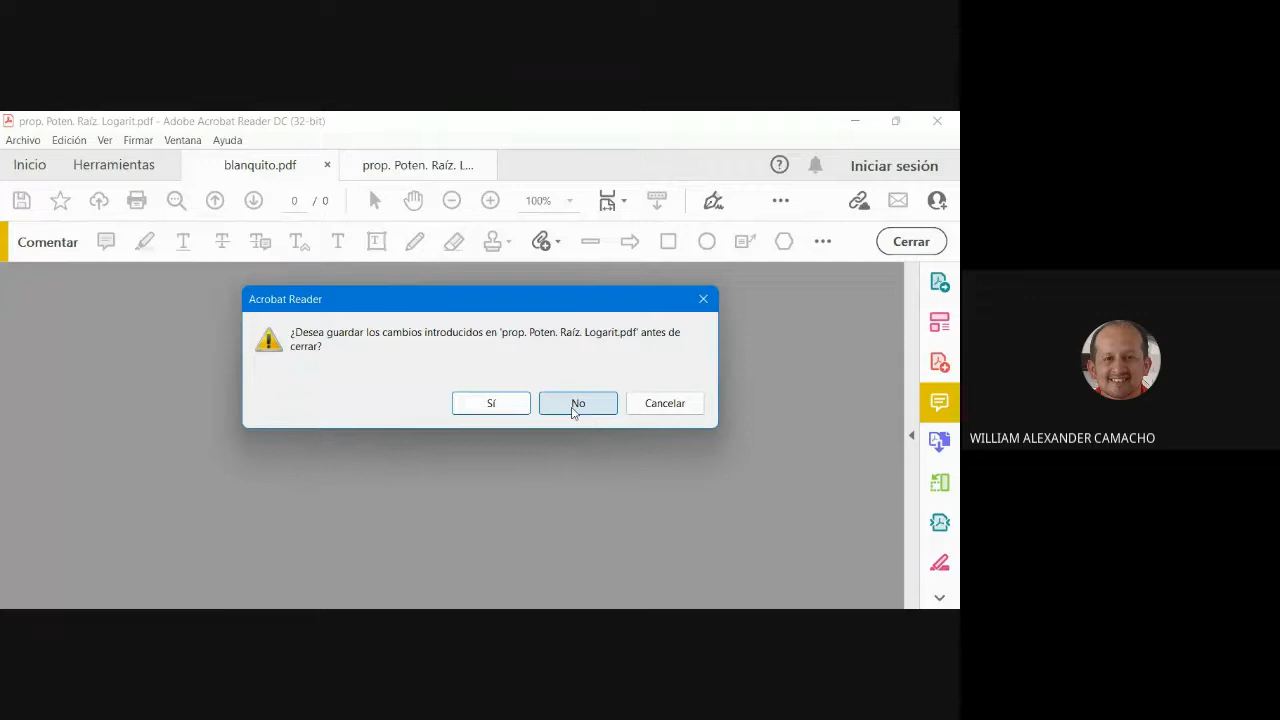 prop. Poten. Raíz. Logarit.pdf - Adobe Acrobat Reader DC (32-bit)
Archivo Edición Ver Firmar Ventana Ayuda
Inicio Herramientas blanquito.pdf × prop. Poten. Raíz. L... ? Iniciar sesión
0 / 0 100%
Comentar Cerrar
Acrobat Reader
¿Desea guardar los cambios introducidos en 'prop. Poten. Raíz. Logarit.pdf' antes de
cerrar?
Sí No Cancelar
WILLIAM ALEXANDER CAMACHO